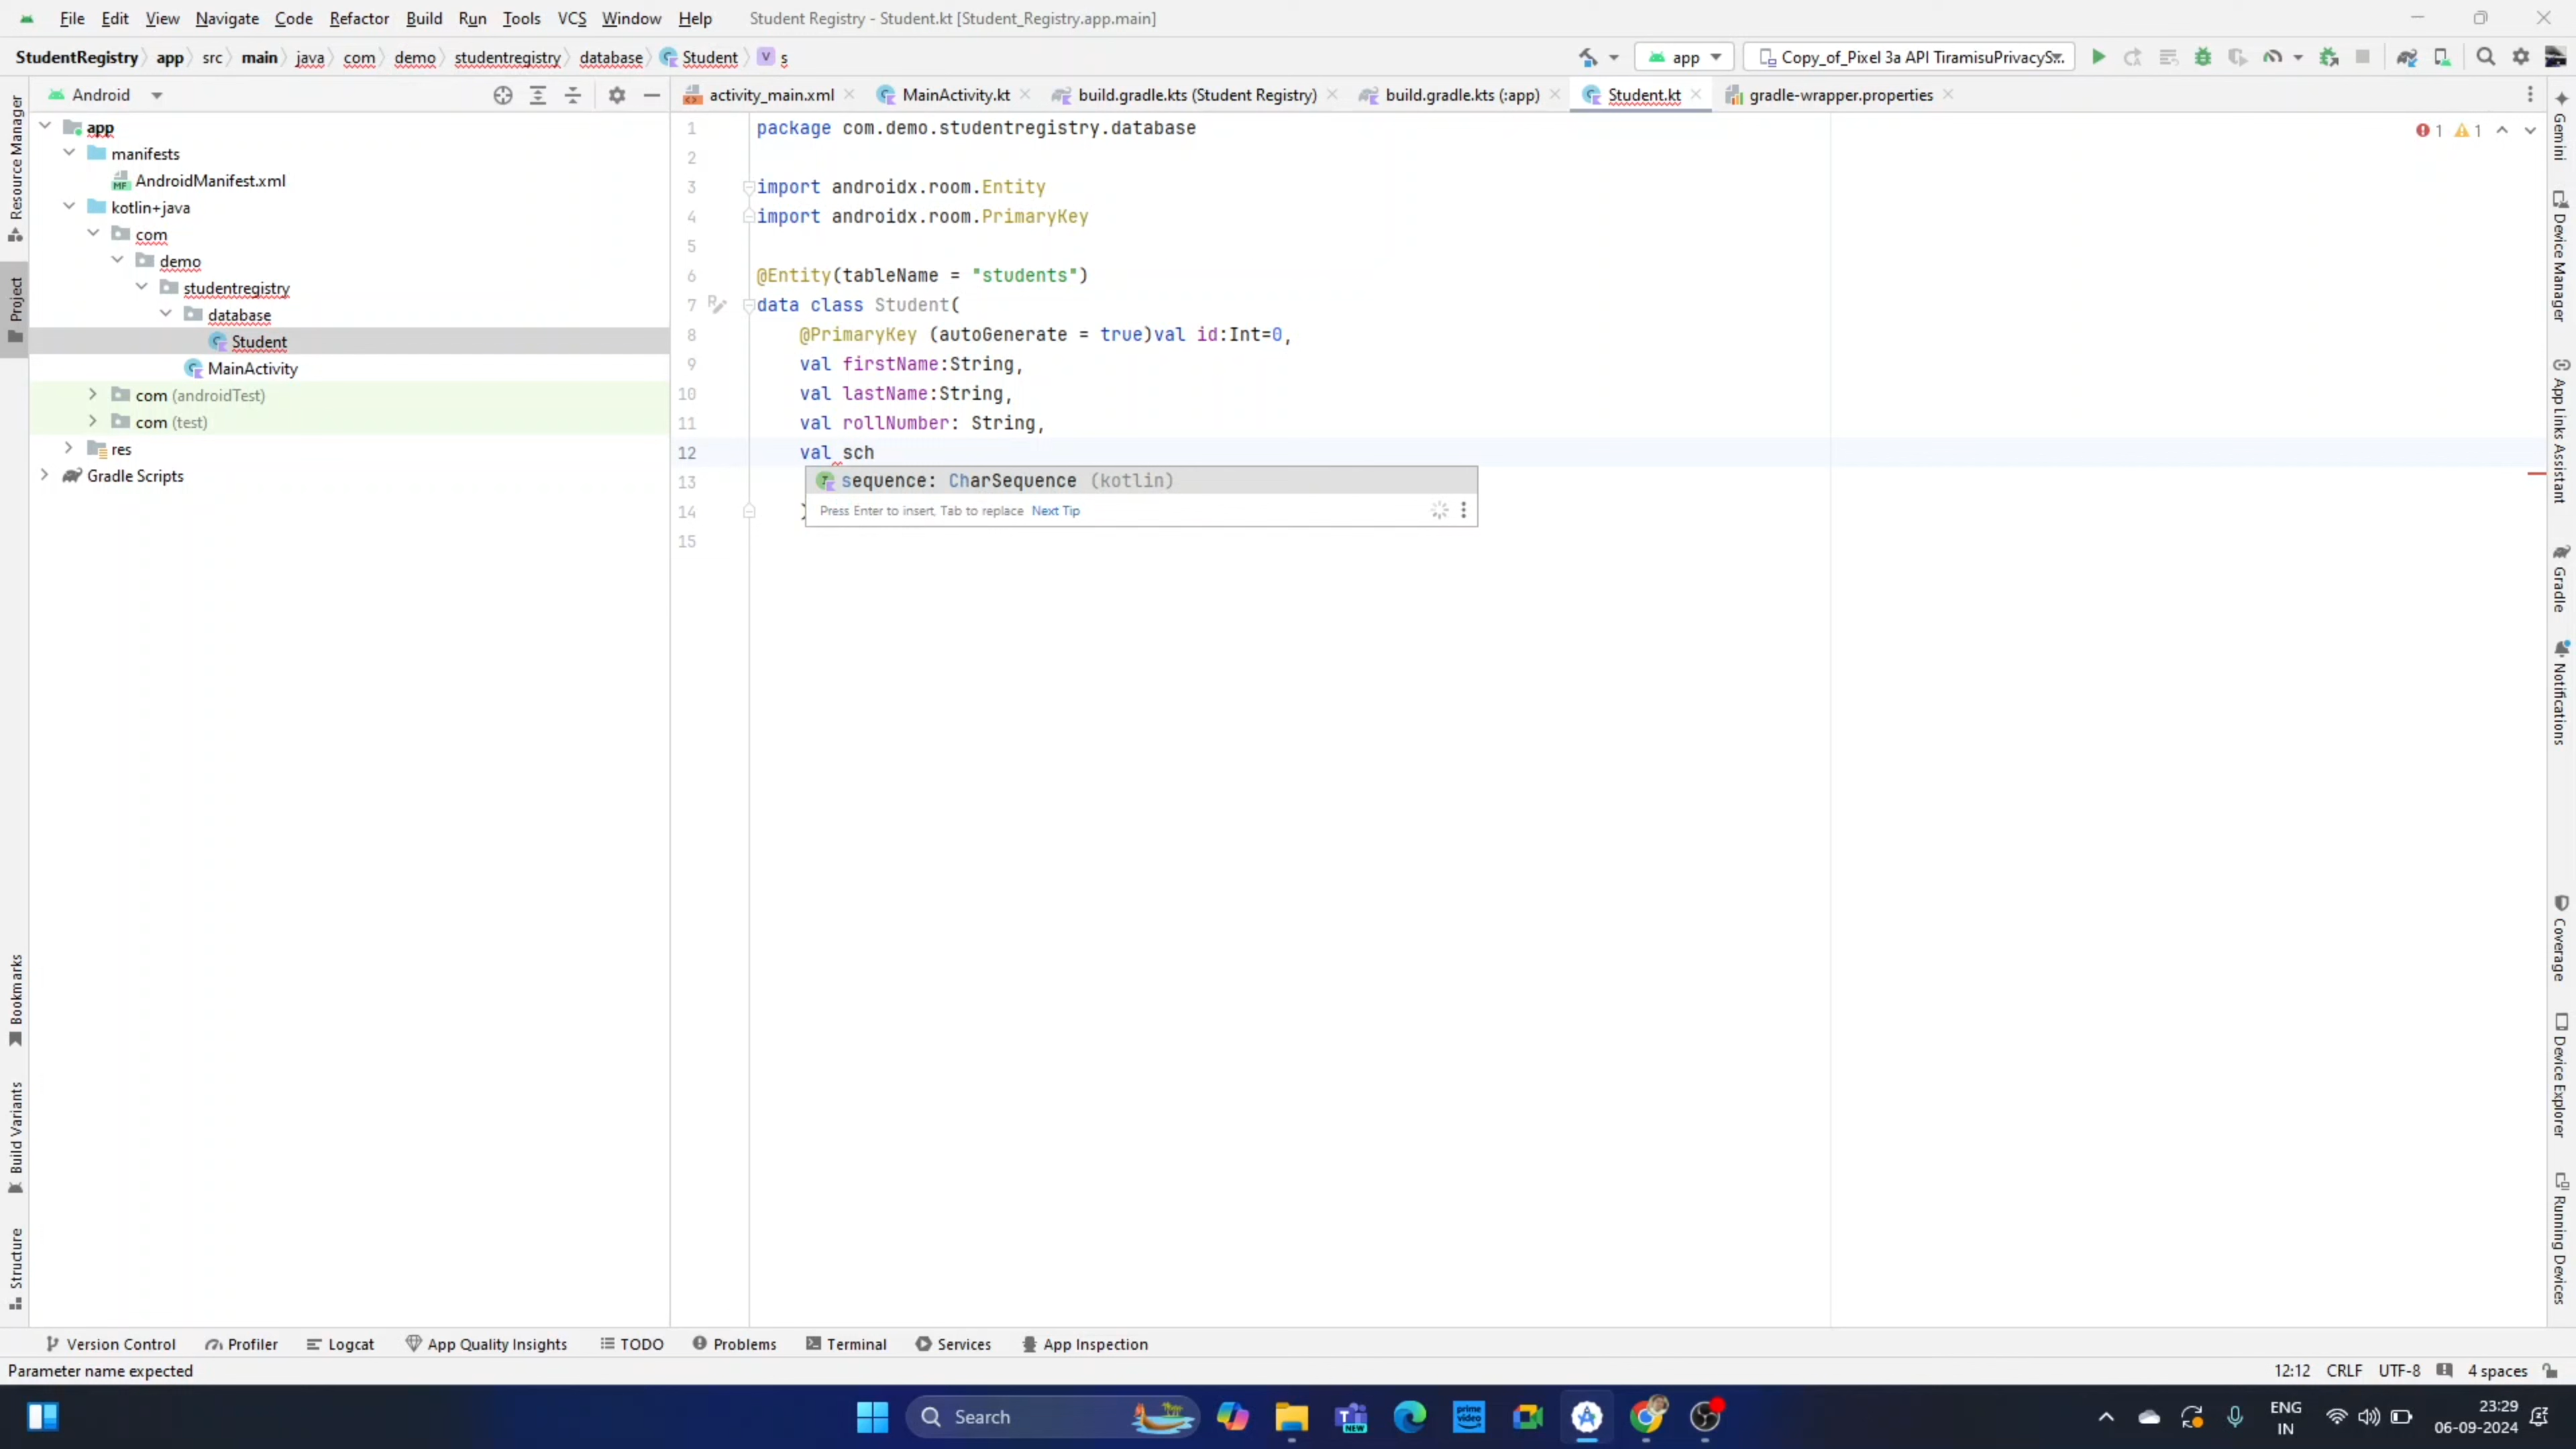 File Edit View Navigate Code Refactor Build Run Tools VCS Window Help Student Registry - Student.kt [Student_Registry.app.main]
StudentRegistry app src main java com demo studentregistry database Student s app Copy_of_Pixel 3a API TiramisuPrivacyS..
Android
activity_main.xml MainActivity.kt build.gradle.kts (Student Registry) build.gradle.kts (:app) Student.kt gradle-wrapper.properties
app
manifests
AndroidManifest.xml
kotlin+java
com
demo
studentregistry
database
Student
MainActivity
com (androidTest)
com (test)
res
Gradle Scripts
1 package com.demo.studentregistry.database
2
3 import androidx.room.Entity
4 import androidx.room.PrimaryKey
5
6 @Entity(tableName = "students")
7 data class Student(
8 @PrimaryKey (autoGenerate = true)val id:Int=0,
9 val firstName:String,
10 val lastName:String,
11 val rollNumber: String,
12 val sch
13
14 )
15
sequence: CharSequence (kotlin)
Press Enter to insert, Tab to replace Next Tip
1 1
Resource Manager
Project
Bookmarks
Build Variants
Structure
Gemini
Device Manager
App Links Assistant
Gradle
Notifications
Coverage
Device Explorer
Running Devices
Version Control Profiler Logcat App Quality Insights TODO Problems Terminal Services App Inspection
Parameter name expected 12:12 CRLF UTF-8 4 spaces
Search
NEW
prime video
ENG
IN
23:29
06-09-2024